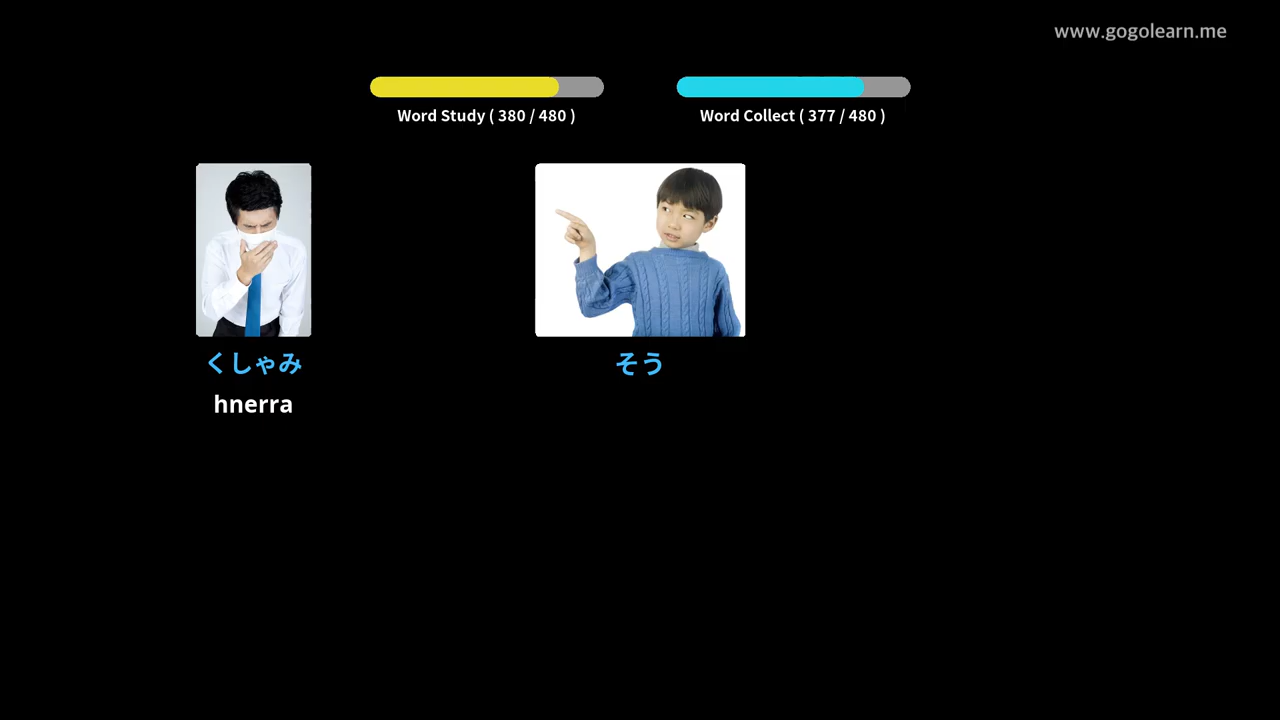 www.gogolearn.me
Word Study ( 380 / 480 )
Word Collect ( 377 / 480 )
くしゃみ
hnerra
そう